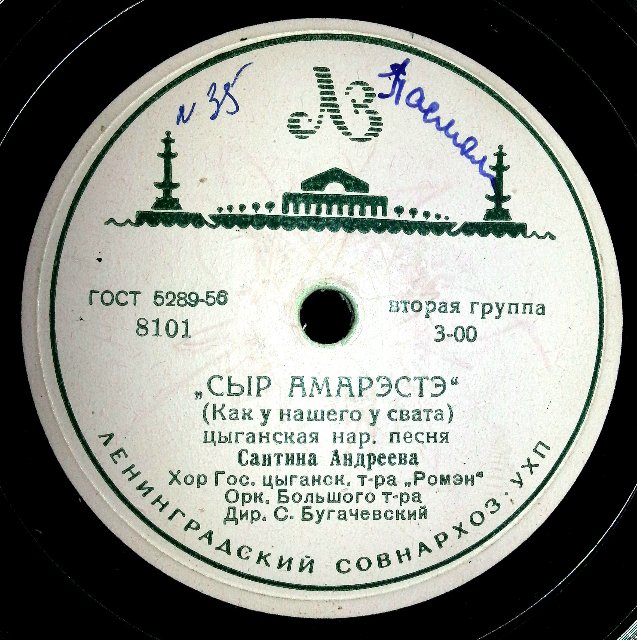 N 35
ЛЗ
ГОСТ 5289-56
8101
вторая группа
3-00
„СЫР АМАРЭСТЭ“
(Как у нашего у свата)
цыганская нар. песня
Сантина Андреева
Хор Гос. цыганск. т-ра „Ромэн“
Орк. Большого т-ра
Дир. С. Бугачевский
ЛЕНИНГРАДСКИЙ СОВНАРХОЗ; УХП